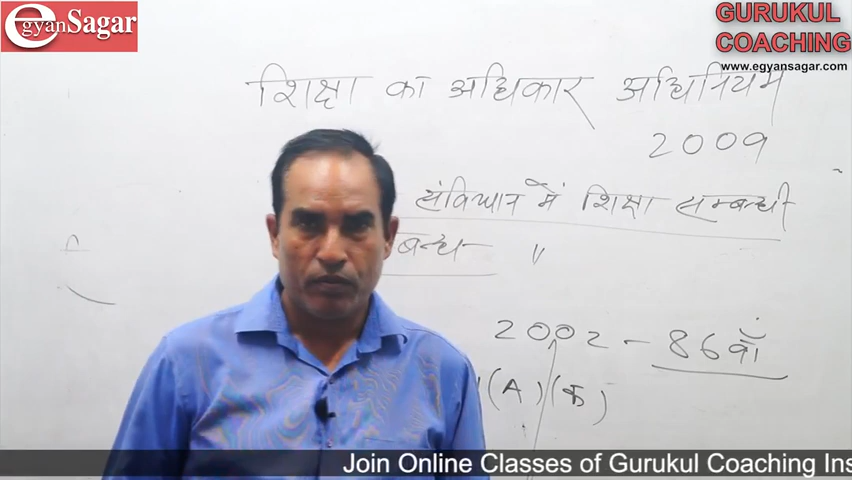 egyanSagar
GURUKUL
COACHING
www.egyansagar.com
शिक्षा का अधिकार अधिनियम
2009
संविधान में शिक्षा सम्बन्धी
बन्ध "
2002 - 86 वाँ
(A) (क)
Join Online Classes of Gurukul Coaching Ins